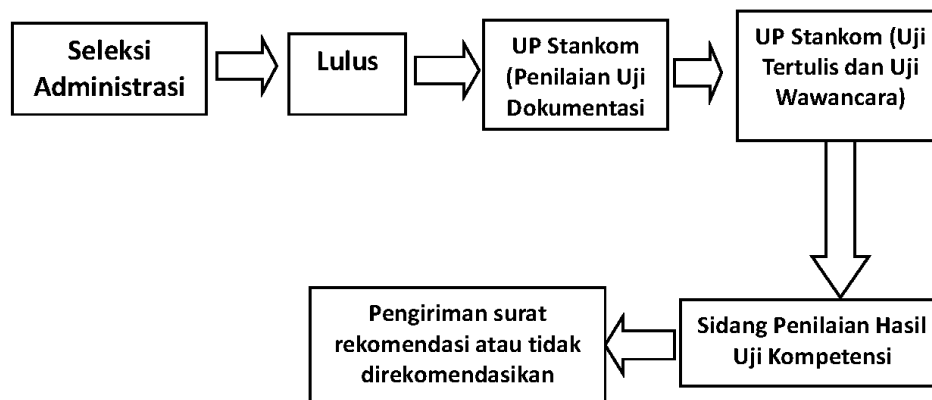 Seleksi
Administrasi
Lulus
UP Stankom
(Penilaian Uji
Dokumentasi
UP Stankom (Uji
Tertulis dan Uji
Wawancara)
Sidang Penilaian Hasil
Uji Kompetensi
Pengiriman surat
rekomendasi atau tidak
direkomendasikan